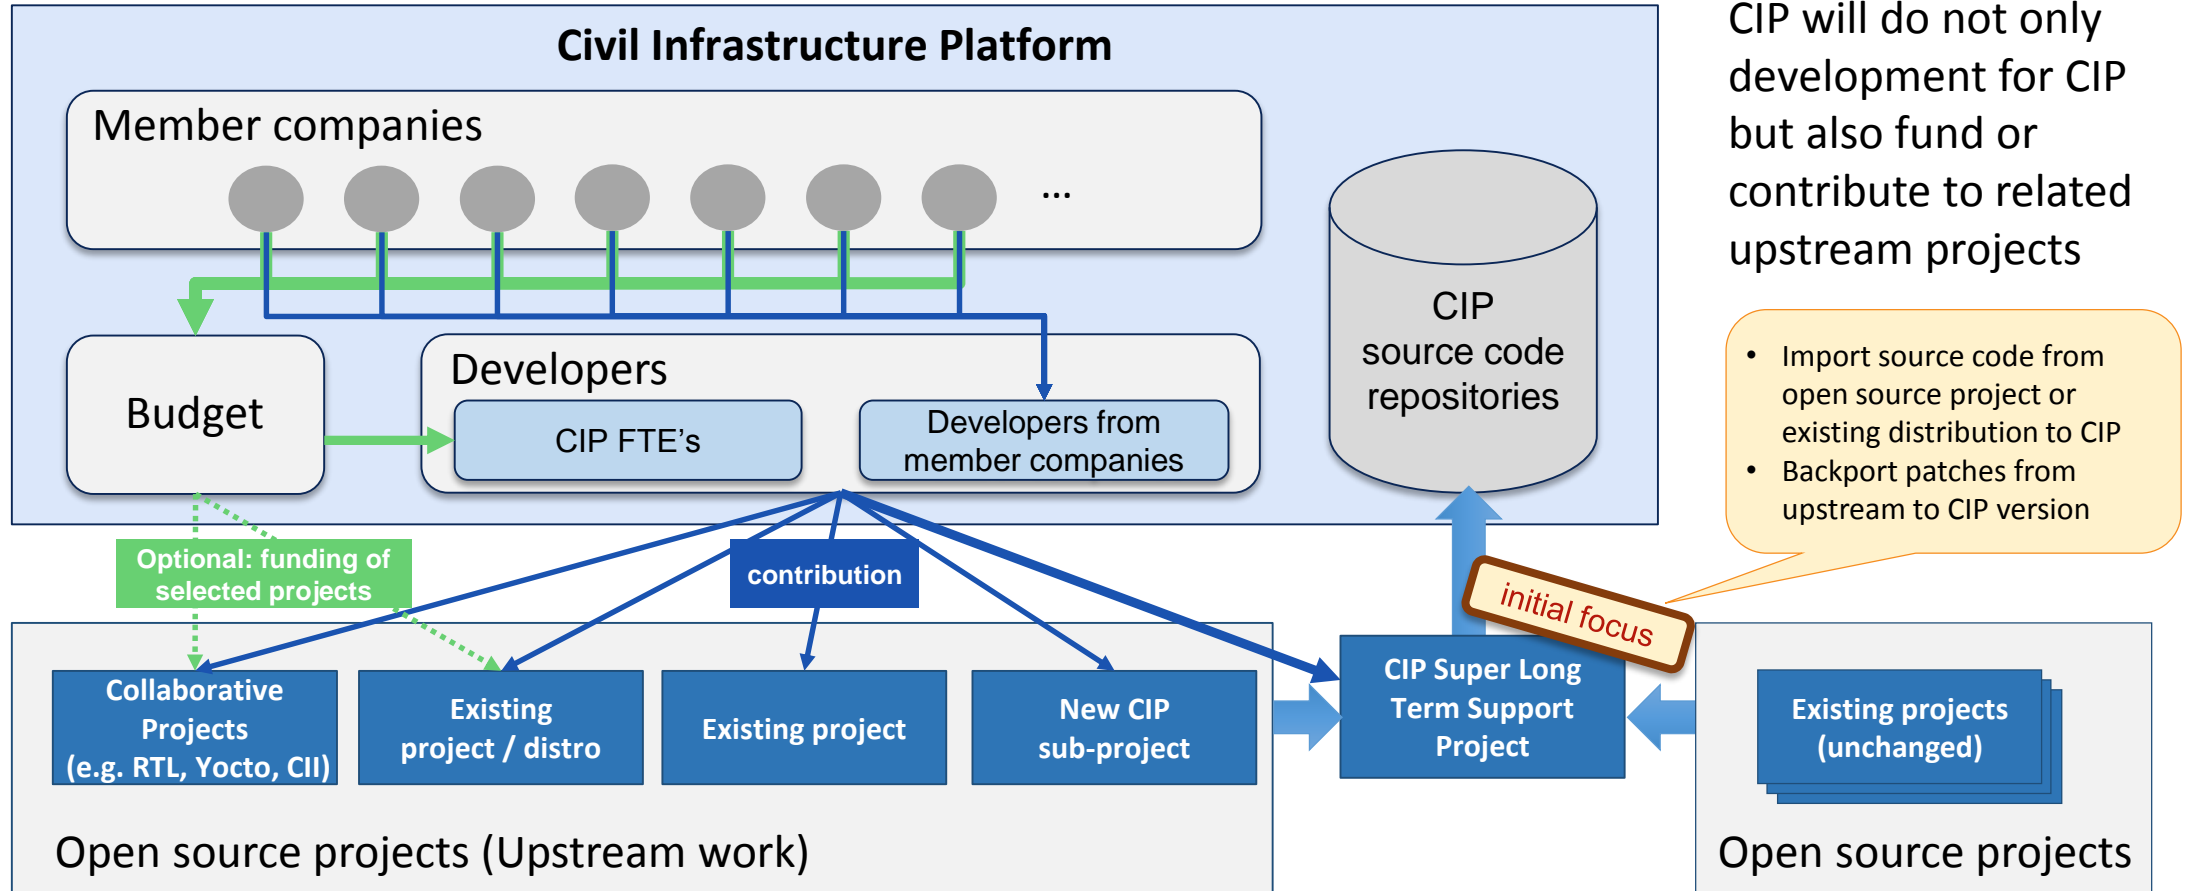 Civil Infrastructure Platform
Member companies
...
Budget
Developers
CIP FTE's
Developers from
member companies
CIP
source code
repositories
CIP will do not only
development for CIP
but also fund or
contribute to related
upstream projects
• Import source code from
open source project or
existing distribution to CIP
• Backport patches from
upstream to CIP version
Optional: funding of
selected projects
contribution
initial focus
Collaborative
Projects
(e.g. RTL, Yocto, CII)
Existing
project / distro
Existing project
New CIP
sub-project
CIP Super Long
Term Support
Project
Existing projects
(unchanged)
Open source projects (Upstream work)
Open source projects